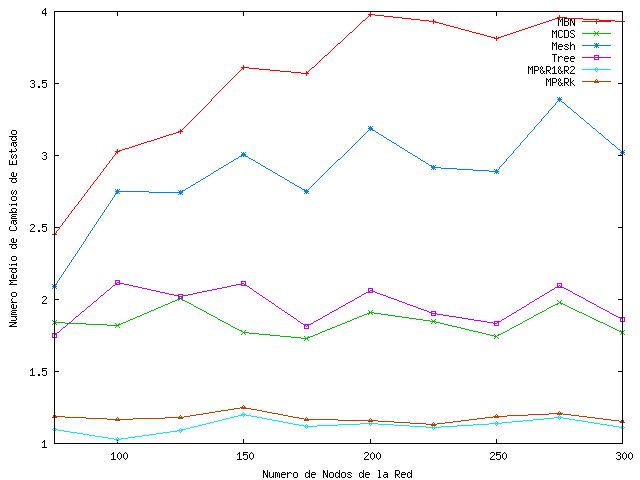 4
3.5
3
2.5
2
1.5
1
100
150
200
250
300
Numero Medio de Cambios de Estado
Numero de Nodos de la Red
MBN
MCDS
Mesh
Tree
MP&R1&R2
MP&Rk